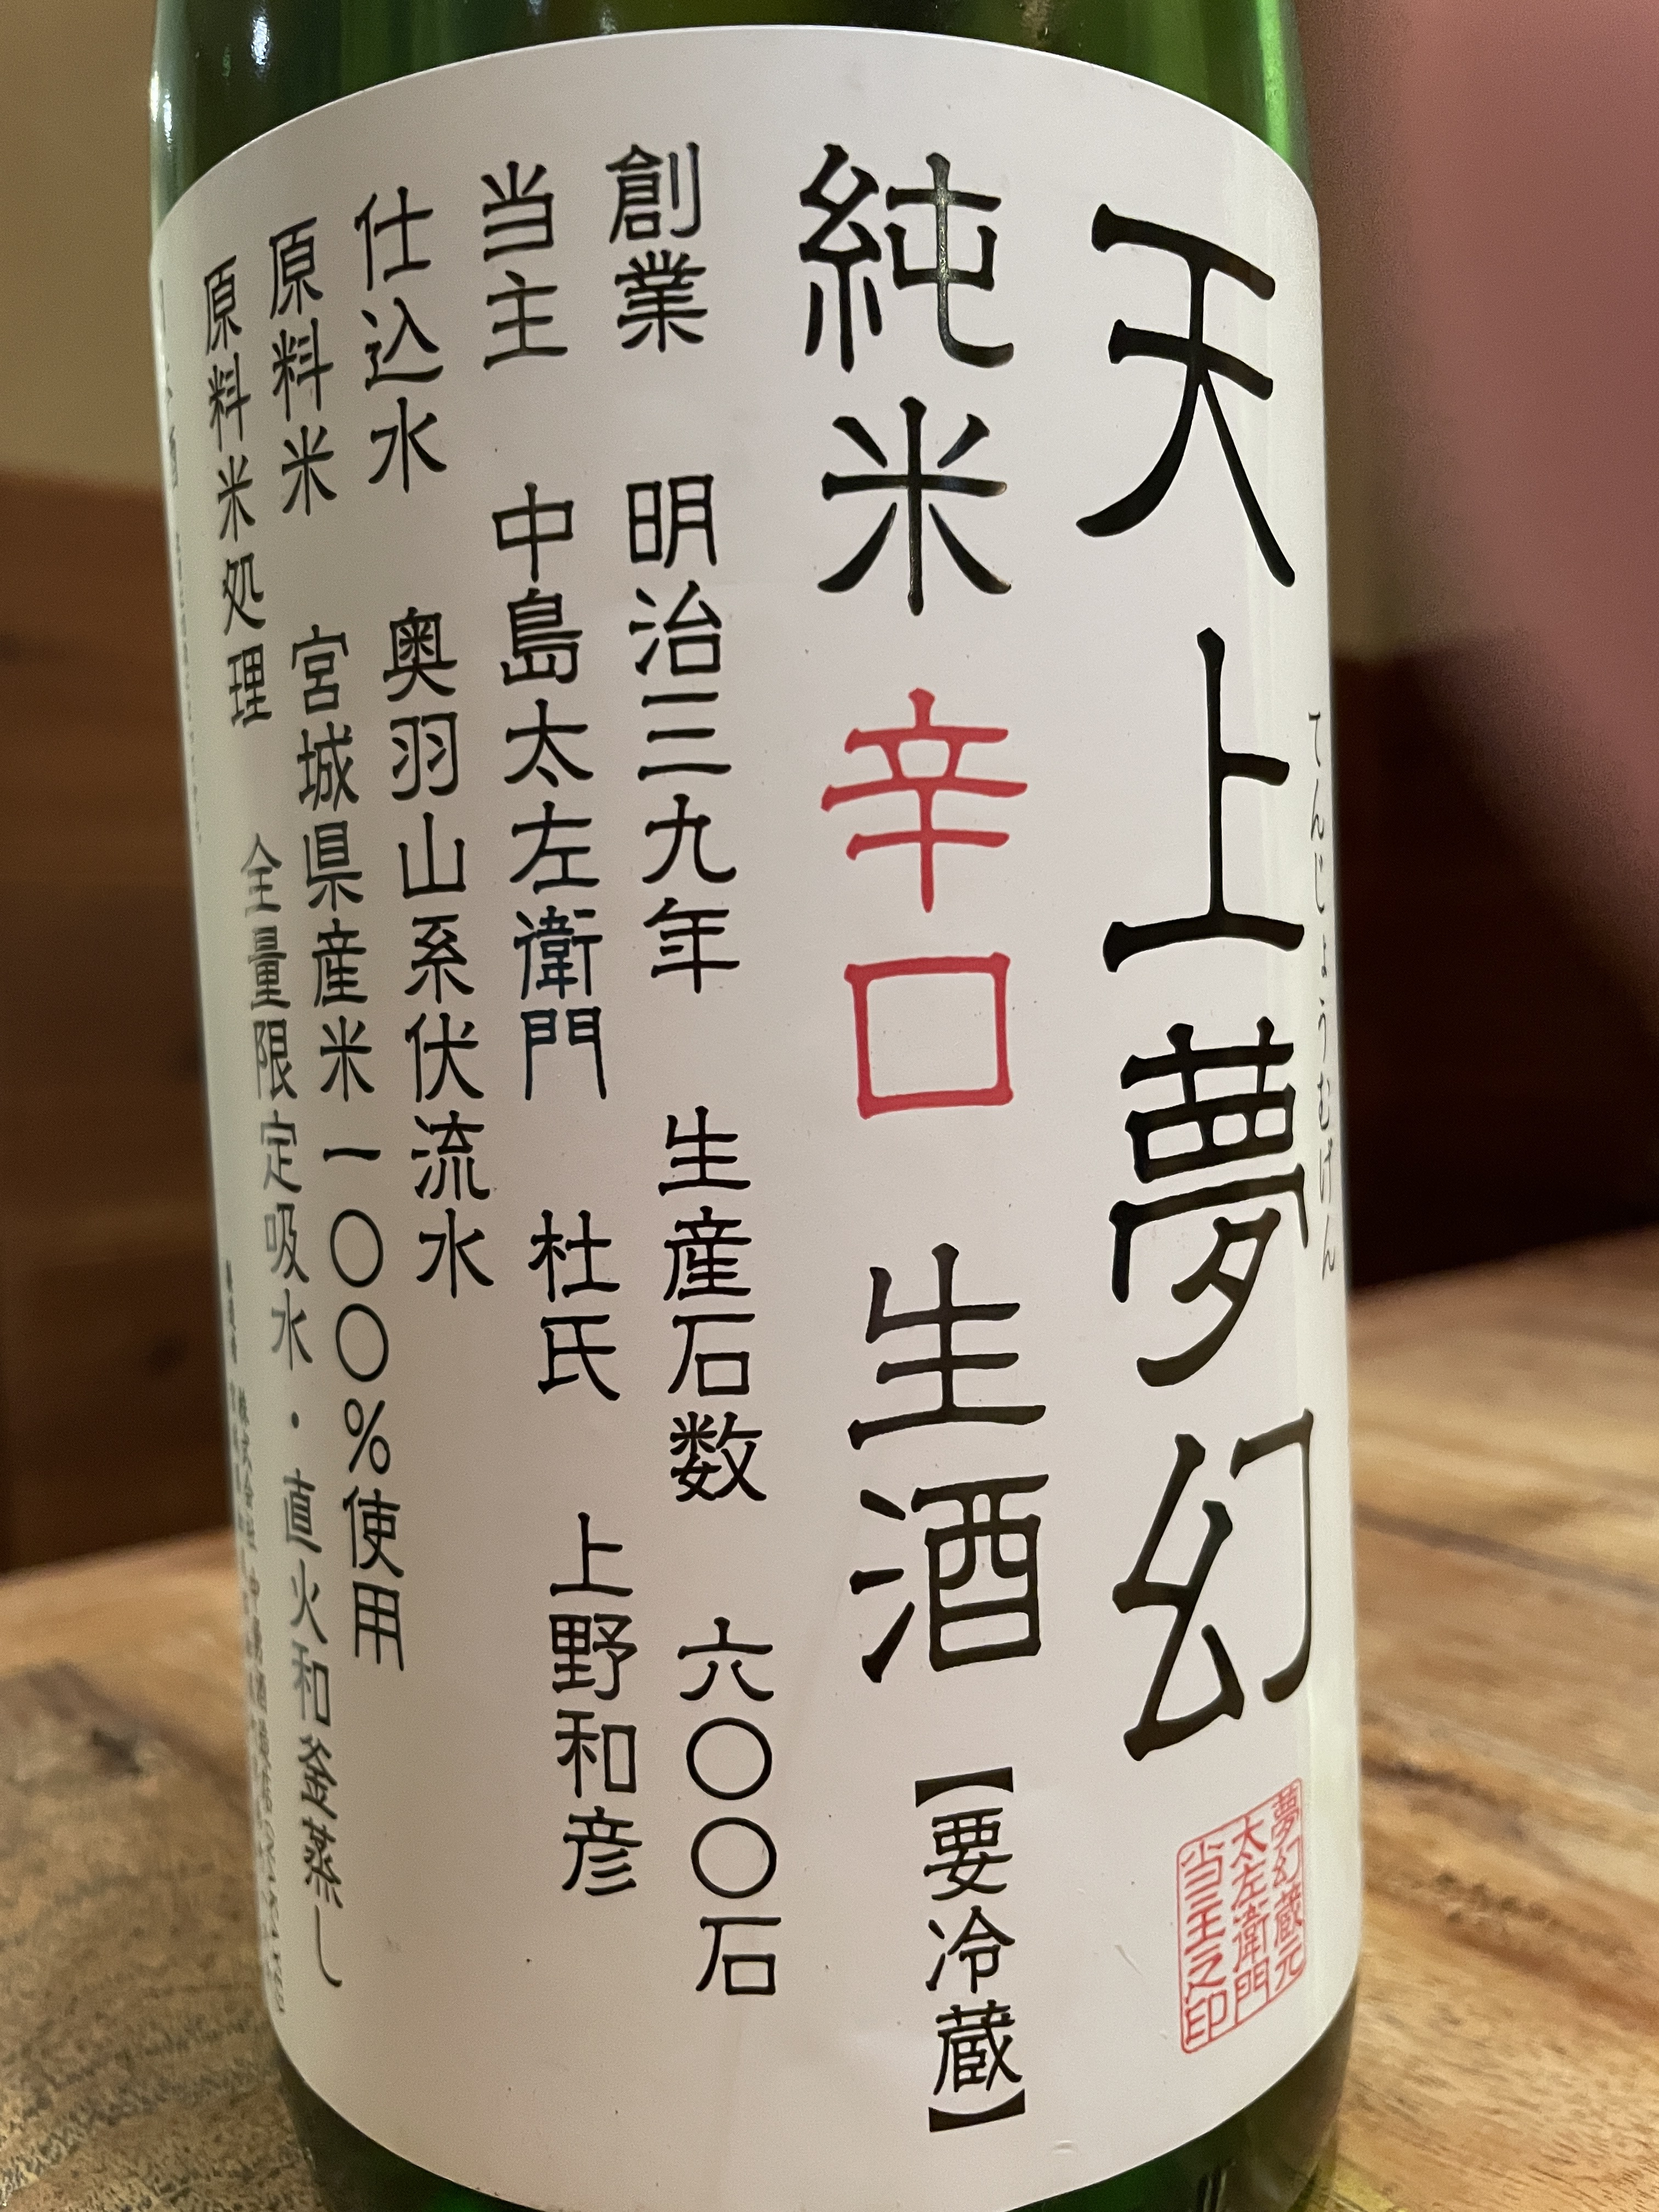 てんじょうむげん
天上夢幻
夢幻蔵元
太左衛門
当主之印
純米 辛口 生酒 【要冷蔵】
創業 明治三九年 生産石数 六〇〇石
当主 中島太左衛門 杜氏 上野和彦
仕込水 奥羽山系伏流水
原料米 宮城県産米一〇〇%使用
原料米処理 全量限定吸水・直火和釜蒸し